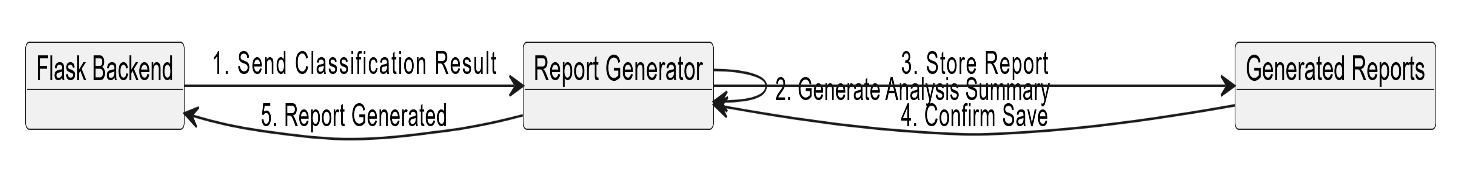 Flask Backend
1. Send Classification Result
5. Report Generated
Report Generator
3. Store Report
2. Generate Analysis Summary
4. Confirm Save
Generated Reports